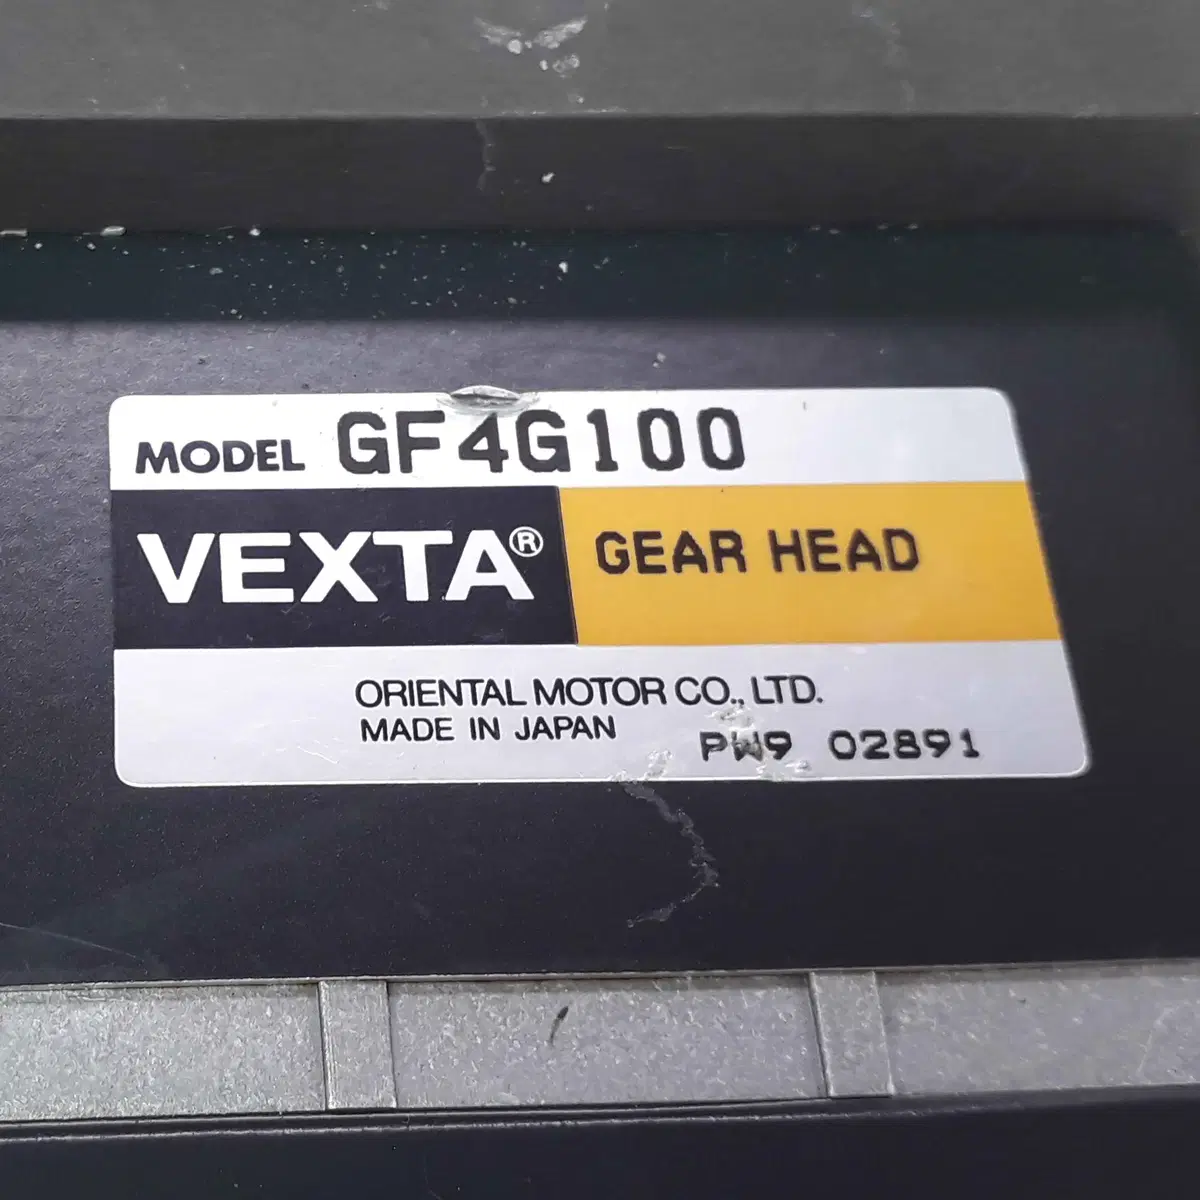 MODEL GF4G100
VEXTA® GEAR HEAD
ORIENTAL MOTOR CO., LTD.
MADE IN JAPAN PW9 02891